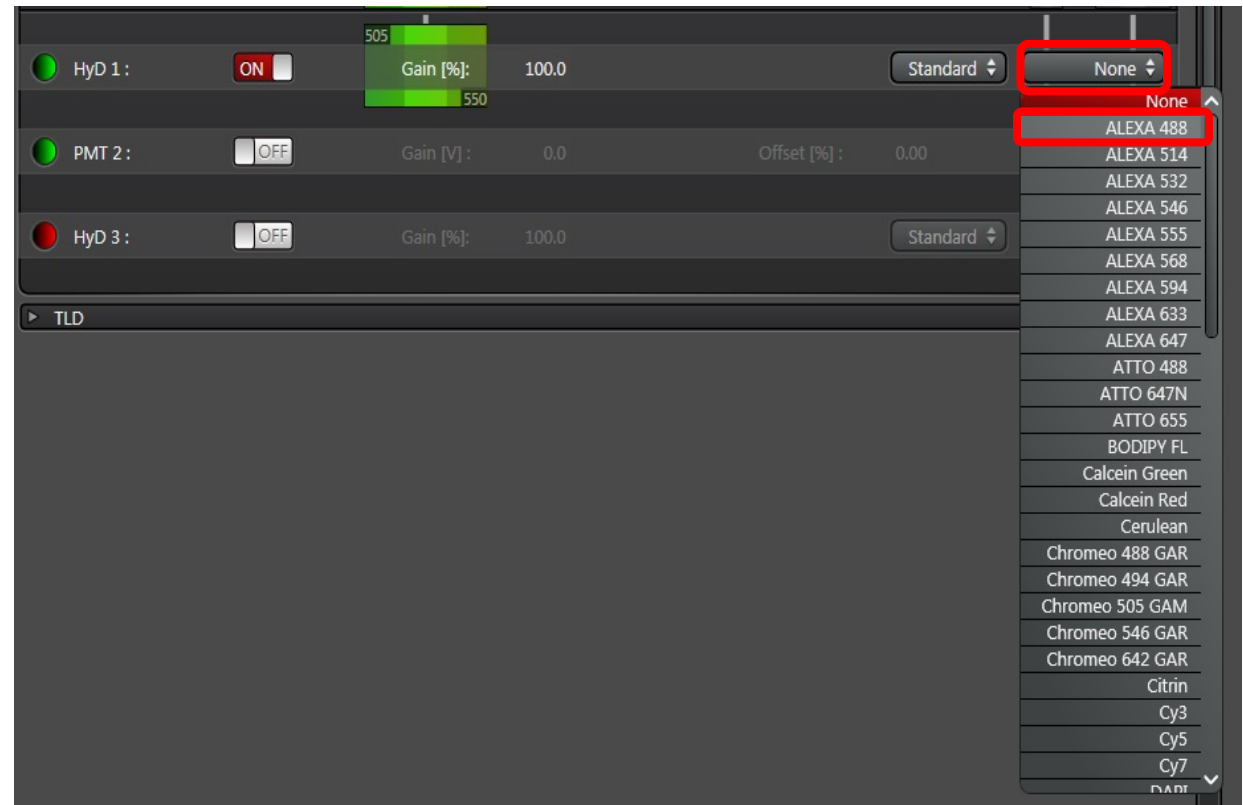 505
HyD 1 : ON Gain [%]: 100.0 Standard None
550
None
ALEXA 488
PMT 2 : OFF Gain [V] : 0.0 Offset [%] : 0.00
ALEXA 514
ALEXA 532
ALEXA 546
HyD 3 : OFF Gain [%]: 100.0 Standard
ALEXA 555
ALEXA 568
ALEXA 594
TLD
ALEXA 633
ALEXA 647
ATTO 488
ATTO 647N
ATTO 655
BODIPY FL
Calcein Green
Calcein Red
Cerulean
Chromeo 488 GAR
Chromeo 494 GAR
Chromeo 505 GAM
Chromeo 546 GAR
Chromeo 642 GAR
Citrin
Cy3
Cy5
Cy7
DAPI